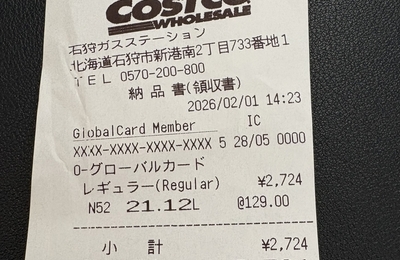 COSTCO
WHOLESALE
石狩ガスステーション
北海道石狩市新港南2丁目733番地1
TEL 0570-200-800
納 品 書(領収書)
2026/02/01 14:23
GlobalCard Member IC
XXXX-XXXX-XXXX-XXXX 5 28/05 0000
0-グローバルカード
レギュラー(Regular) ¥2,724
N52 21.12L @129.00
小 計 ¥2,724